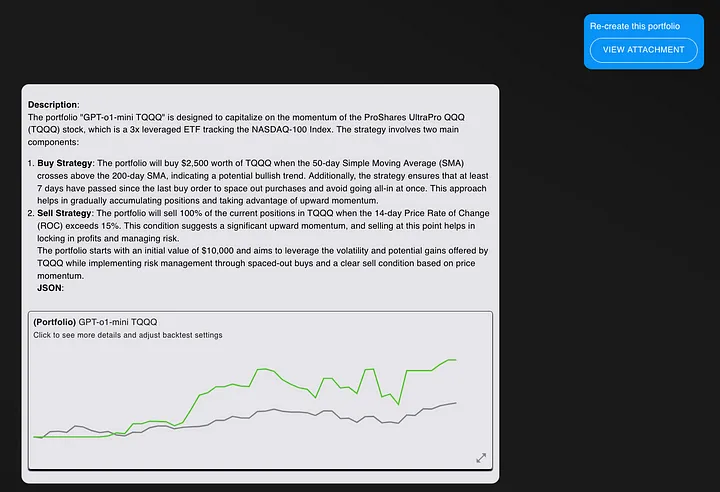 Re-create this portfolio
VIEW ATTACHMENT
Description:
The portfolio "GPT-o1-mini TQQQ" is designed to capitalize on the momentum of the ProShares UltraPro QQQ
(TQQQ) stock, which is a 3x leveraged ETF tracking the NASDAQ-100 Index. The strategy involves two main
components:
1. Buy Strategy: The portfolio will buy $2,500 worth of TQQQ when the 50-day Simple Moving Average (SMA)
crosses above the 200-day SMA, indicating a potential bullish trend. Additionally, the strategy ensures that at least
7 days have passed since the last buy order to space out purchases and avoid going all-in at once. This approach
helps in gradually accumulating positions and taking advantage of upward momentum.
2. Sell Strategy: The portfolio will sell 100% of the current positions in TQQQ when the 14-day Price Rate of Change
(ROC) exceeds 15%. This condition suggests a significant upward momentum, and selling at this point helps in
locking in profits and managing risk.
The portfolio starts with an initial value of $10,000 and aims to leverage the volatility and potential gains offered by
TQQQ while implementing risk management through spaced-out buys and a clear sell condition based on price
momentum.
JSON:
(Portfolio) GPT-o1-mini TQQQ
Click to see more details and adjust backtest settings